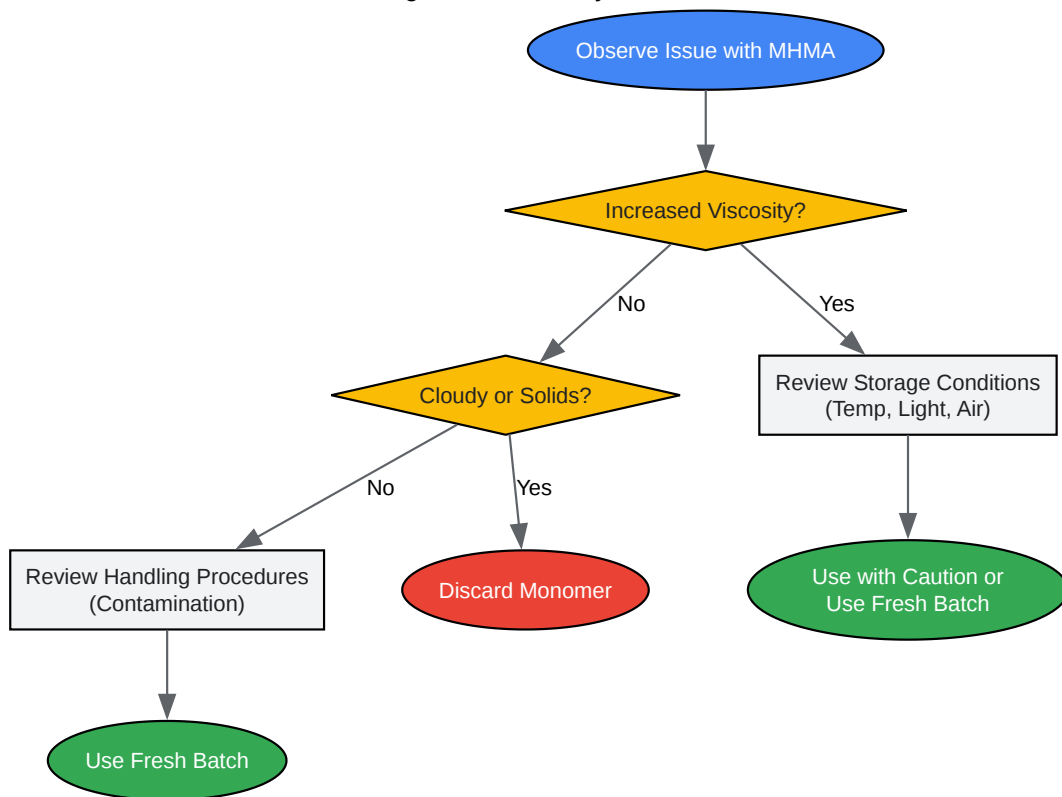 Observe Issue with MHMA
Increased Viscosity?
No
Yes
Cloudy or Solids?
Review Storage Conditions
(Temp, Light, Air)
No
Yes
Review Handling Procedures
(Contamination)
Discard Monomer
Use with Caution or
Use Fresh Batch
Use Fresh Batch